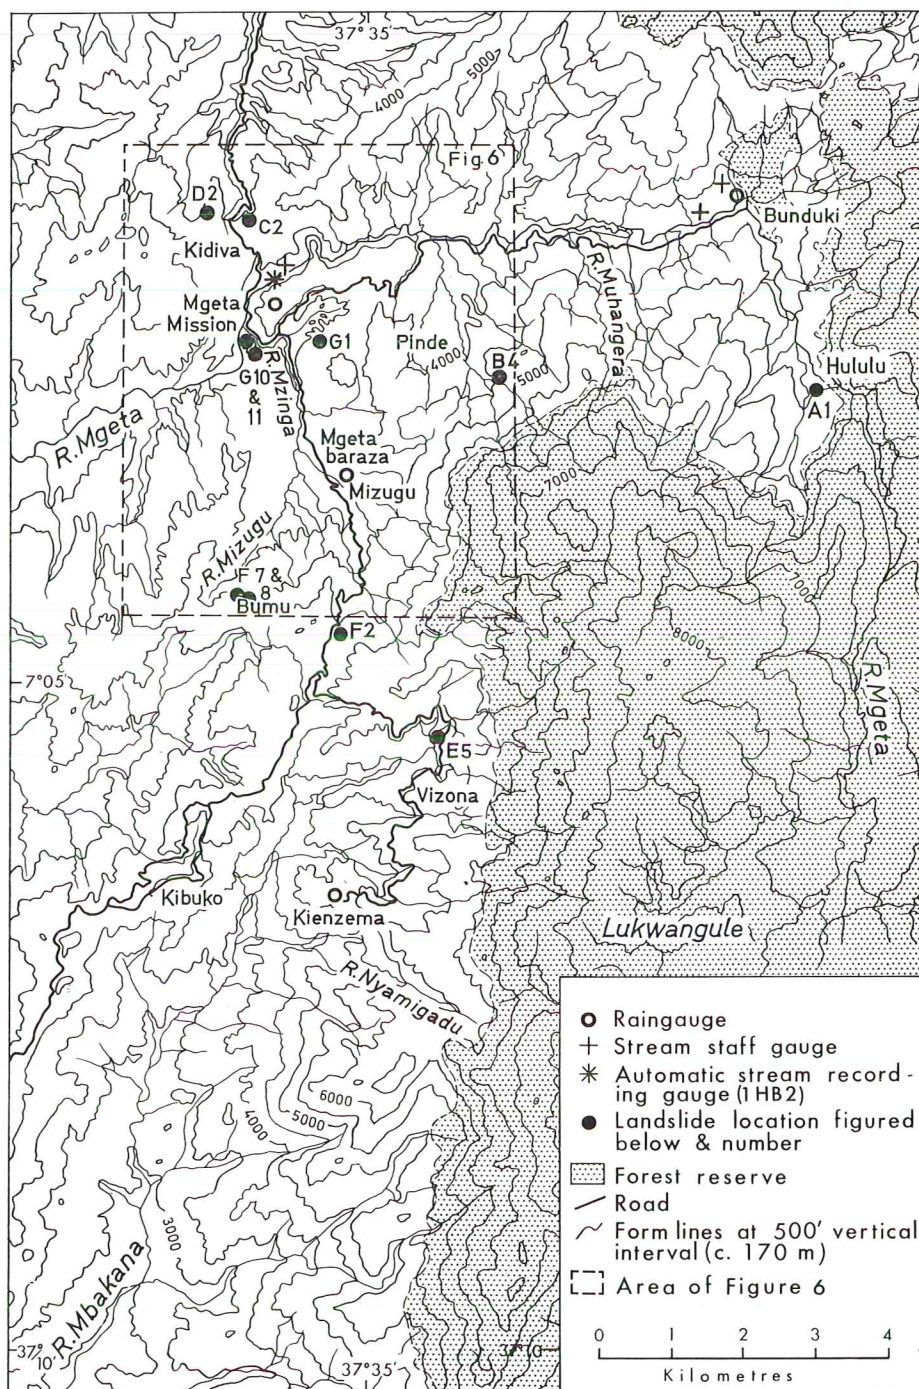 37° 35'
5000
4000
Fig 6
D2
C2
Bunduki
Kidiva
R. Muhangera
Mgeta
Mission
G1
Pinde
4000
B4
5000
Hululu
A1
G10
&
11
R Mzinga
R. Mgeta
Mgeta
baraza
Mizugu
7000
7000
R. Mizugu
F 7 &
8
Bumu
F2
8000
7°05
R. Mgeta
E5
Vizona
Kibuko
Kienzema
Lukwangule
R. Nyamigadu
6000
4000
5000
3000
R. Mbakana
Raingauge
Stream staff gauge
Automatic stream record-
ing gauge (1HB2)
Landslide location figured
below & number
Forest reserve
Road
Form lines at 500' vertical
interval (c. 170 m)
Area of Figure 6
0 1 2 3 4
Kilometres
37° 10'
37° 35'
37° 10